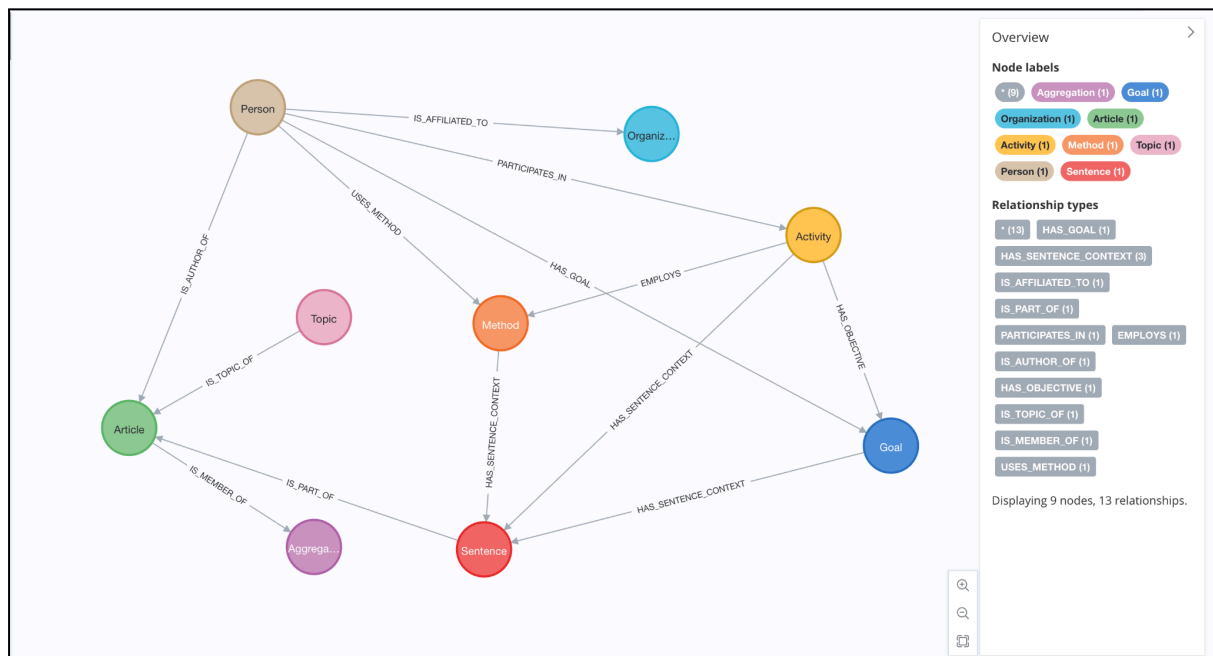 Person
IS_AFFILIATED_TO
Organiz...
PARTICIPATES_IN
USES_METHOD
HAS_GOAL
IS_AUTHOR_OF
Activity
EMPLOYS
HAS_OBJECTIVE
Topic
Method
IS_TOPIC_OF
HAS_SENTENCE_CONTEXT
HAS_SENTENCE_CONTEXT
Article
Goal
IS_MEMBER_OF
IS_PART_OF
HAS_SENTENCE_CONTEXT
Aggrega...
Sentence
Overview
Node labels
* (9) Aggregation (1) Goal (1)
Organization (1) Article (1)
Activity (1) Method (1) Topic (1)
Person (1) Sentence (1)
Relationship types
* (13) HAS_GOAL (1)
HAS_SENTENCE_CONTEXT (3)
IS_AFFILIATED_TO (1)
IS_PART_OF (1)
PARTICIPATES_IN (1) EMPLOYS (1)
IS_AUTHOR_OF (1)
HAS_OBJECTIVE (1)
IS_TOPIC_OF (1)
IS_MEMBER_OF (1)
USES_METHOD (1)
Displaying 9 nodes, 13 relationships.